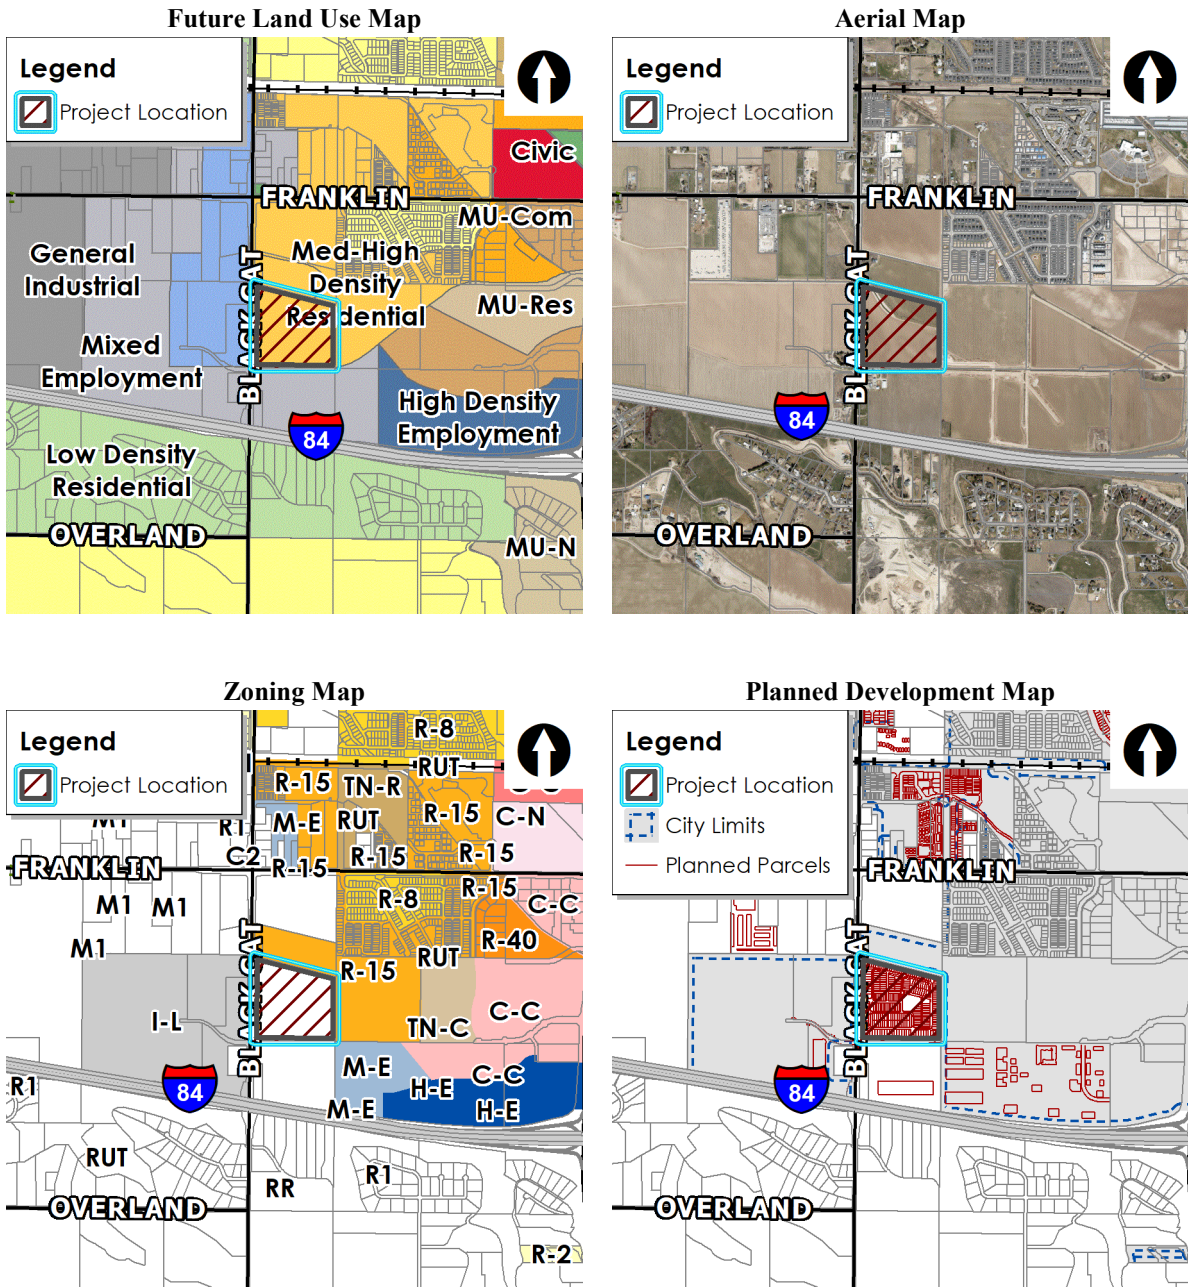 Future Land Use Map
Legend
Project Location
Civic
FRANKLIN
MU-Com
General
Industrial
Med-High
Density
Residential
MU-Res
BLACK CAT
Mixed
Employment
High Density
Employment
84
Low Density
Residential
OVERLAND
MU-N
Aerial Map
Legend
Project Location
FRANKLIN
BLACK CAT
84
OVERLAND
Zoning Map
Legend
Project Location
R-8
RUT
R-15
TN-R
M1
R1
M-E
RUT
R-15
C-N
C2
R-15
R-15
R-15
FRANKLIN
M1
M1
R-8
R-15
C-C
M1
R-40
BLACK CAT
RUT
R-15
I-L
TN-C
C-C
M-E
C-C
R1
84
H-E
M-E
H-E
RUT
RR
R1
OVERLAND
R-2
Planned Development Map
Legend
Project Location
City Limits
Planned Parcels
FRANKLIN
BLACK CAT
84
OVERLAND